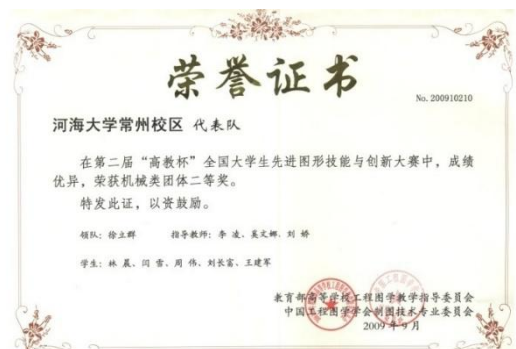 荣誉证书
No. 200910210
河海大学常州校区 代表队
在第二届“高教杯”全国大学生先进图形技能与创新大赛中，成绩
优异，荣获机械类团体二等奖。
特发此证，以资鼓励。
领队：徐立群 指导教师：李 凌、奚文娜、刘 娇
学生：林 晨、闫 雪、周 伟、刘长富、王建军
教育部高等学校工程图学教学指导委员会
中国工程图学学会制图技术专业委员会
2009年9月